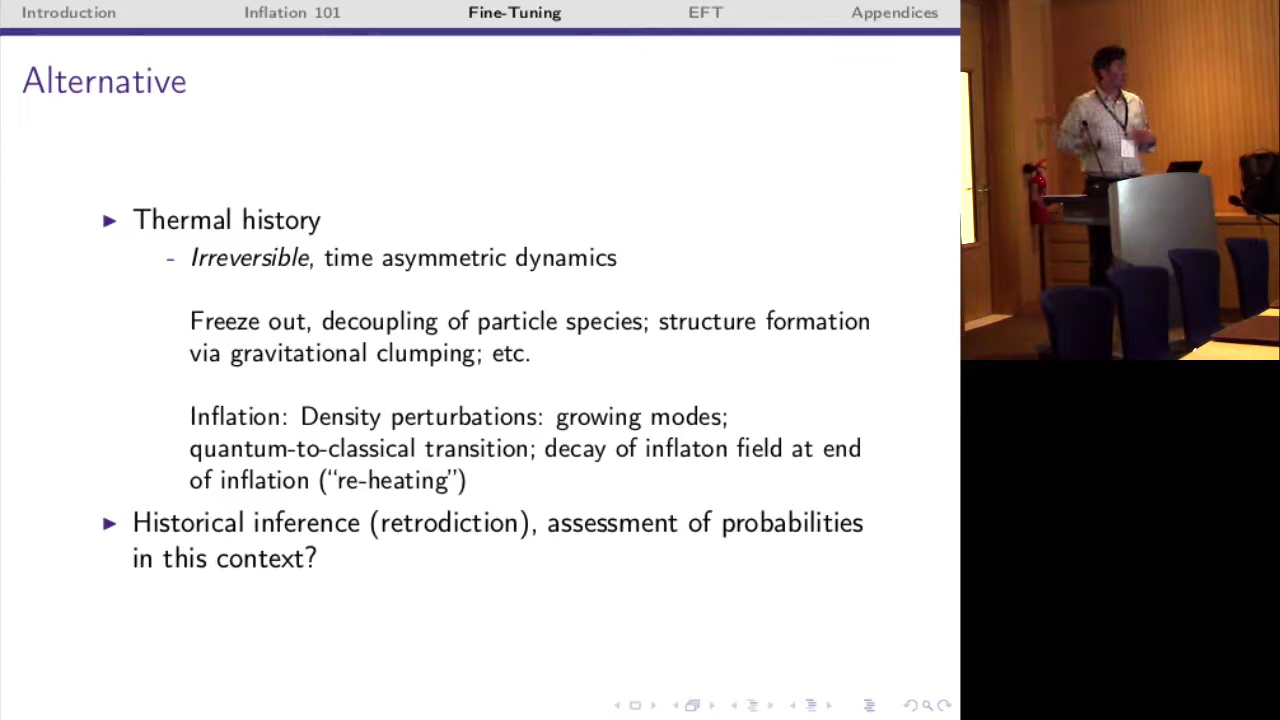 Introduction Inflation 101 Fine-Tuning EFT Appendices
Alternative
▶ Thermal history
- Irreversible, time asymmetric dynamics
Freeze out, decoupling of particle species; structure formation
via gravitational clumping; etc.
Inflation: Density perturbations: growing modes;
quantum-to-classical transition; decay of inflaton field at end
of inflation (“re-heating”)
▶ Historical inference (retrodiction), assessment of probabilities
in this context?